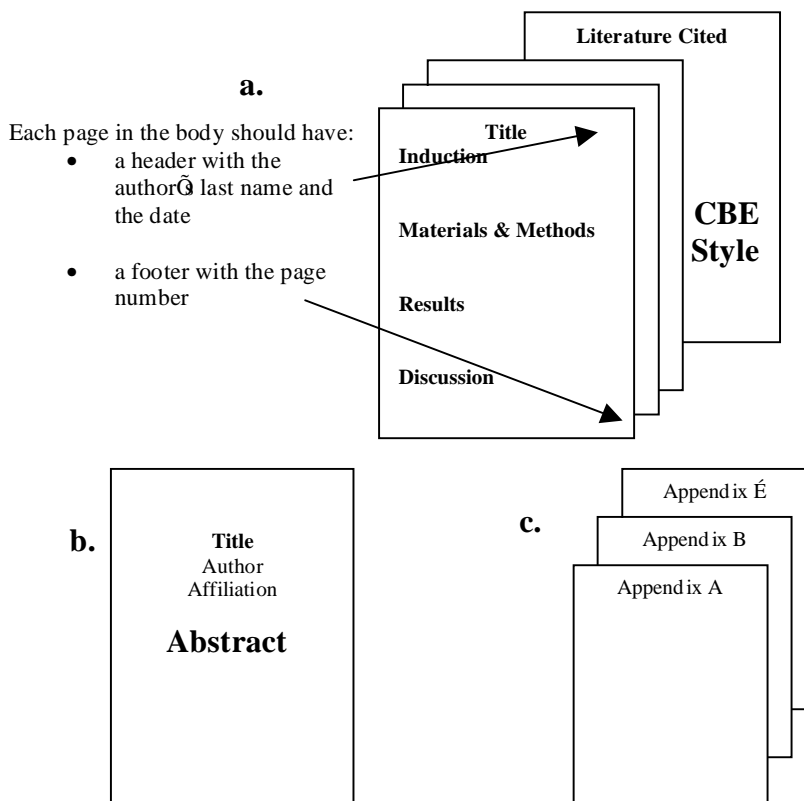 a.
Each page in the body should have:
• a header with the
authorÕs last name and
the date
• a footer with the page
number
Literature Cited
CBE
Style
Title
Induction
Materials & Methods
Results
Discussion
b.
Title
Author
Affiliation
Abstract
c.
Appendix É
Appendix B
Appendix A